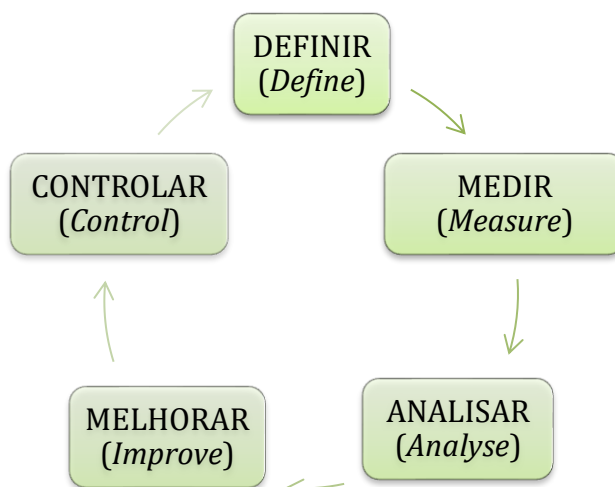 DEFINIR
(Define)
MEDIR
(Measure)
ANALISAR
(Analyse)
MELHORAR
(Improve)
CONTROLAR
(Control)